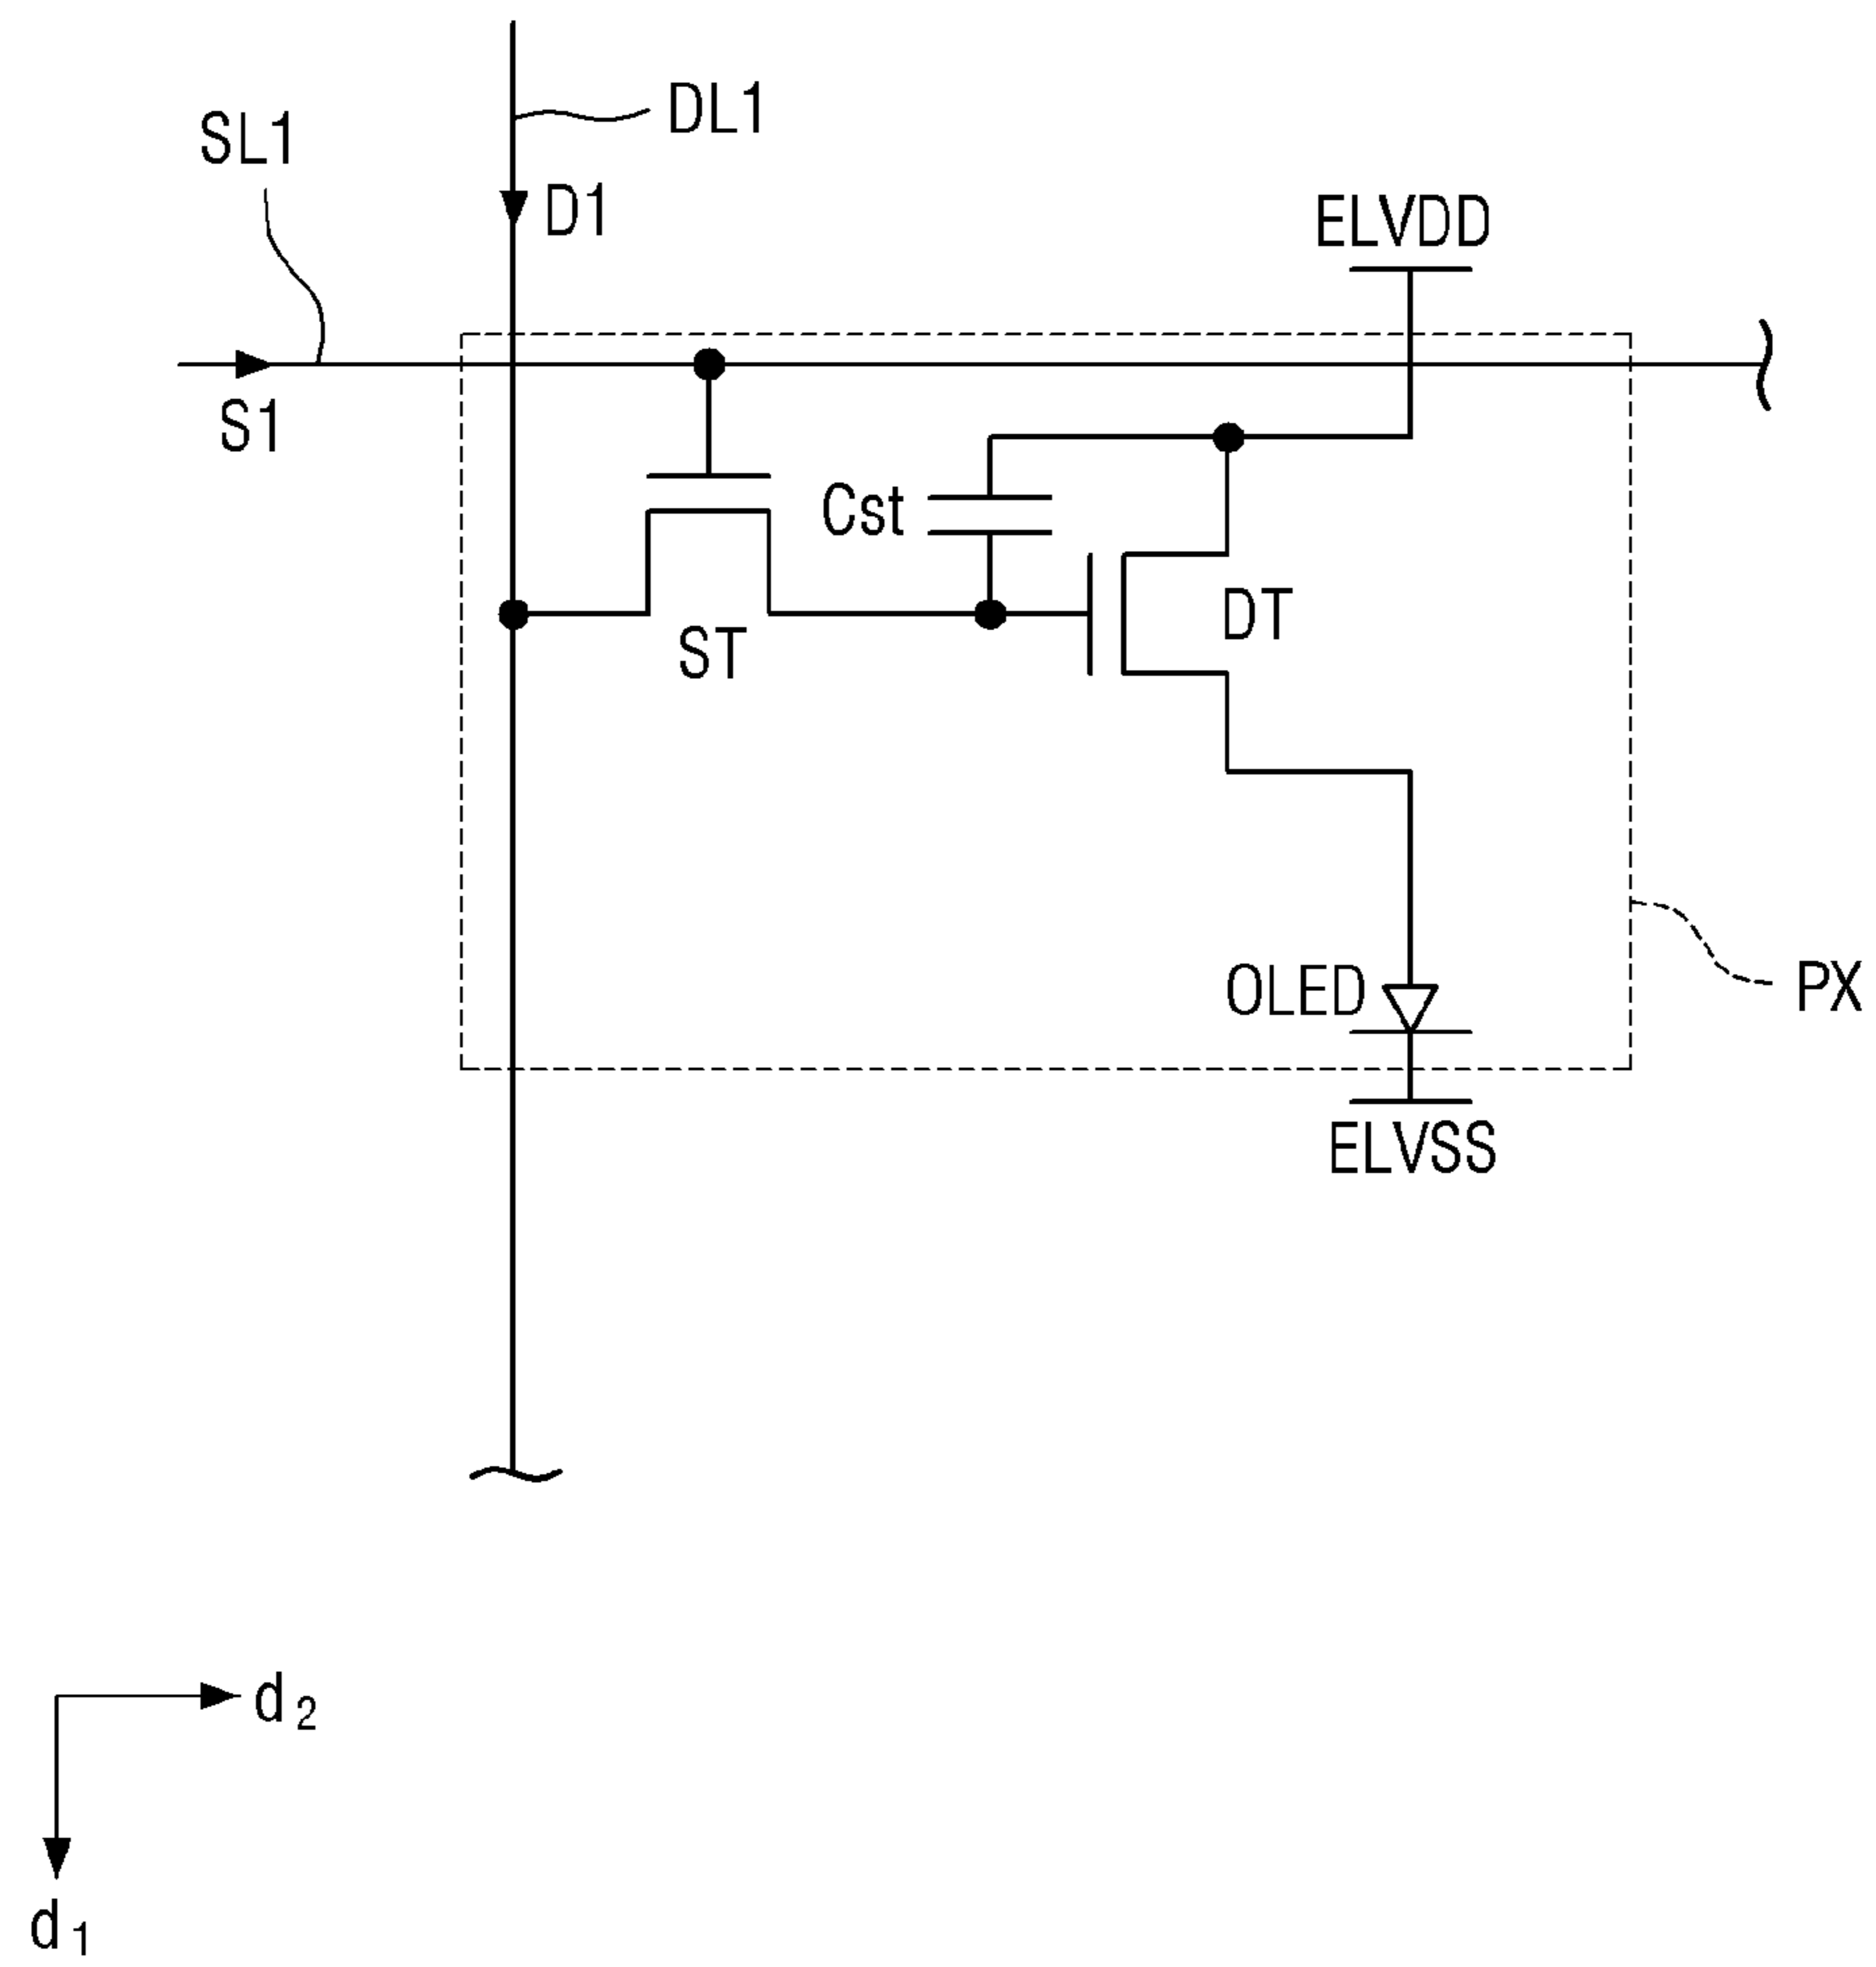 DL1
SL1
D1
ELVDD
S1
Cst
DT
ST
OLED
PX
ELVSS
d2
d1